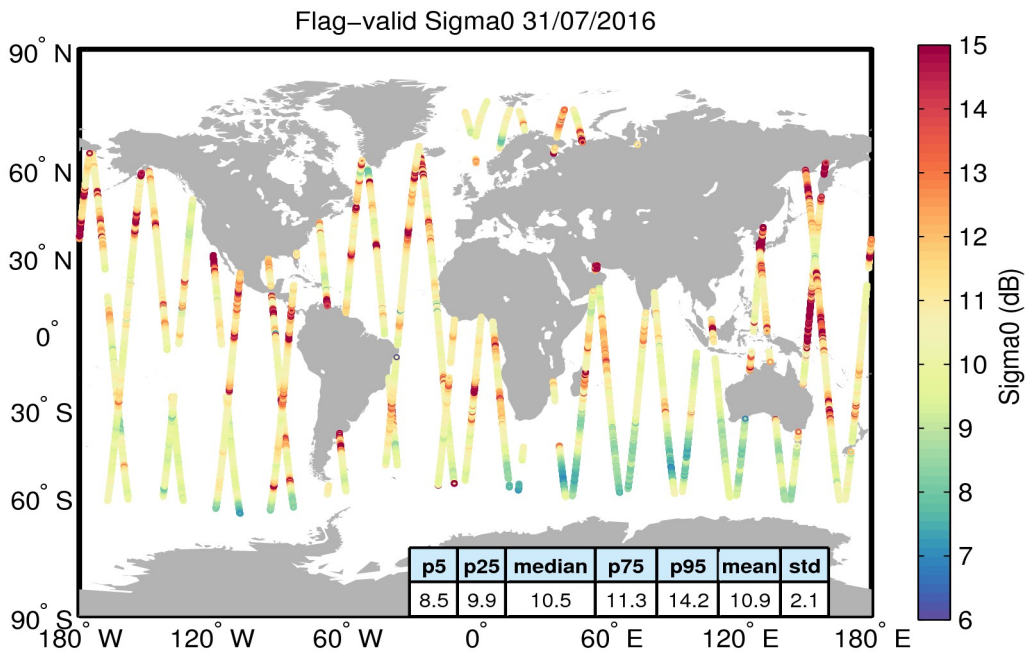 Flag−valid Sigma0 31/07/2016
90° N
60° N
30° N
0°
30° S
60° S
90° S
180° W
120° W
60° W
0°
60° E
120° E
180° E
p5 p25 median p75 p95 mean std
8.5 9.9 10.5 11.3 14.2 10.9 2.1
15
14
13
12
11
10
9
8
7
6
Sigma0 (dB)